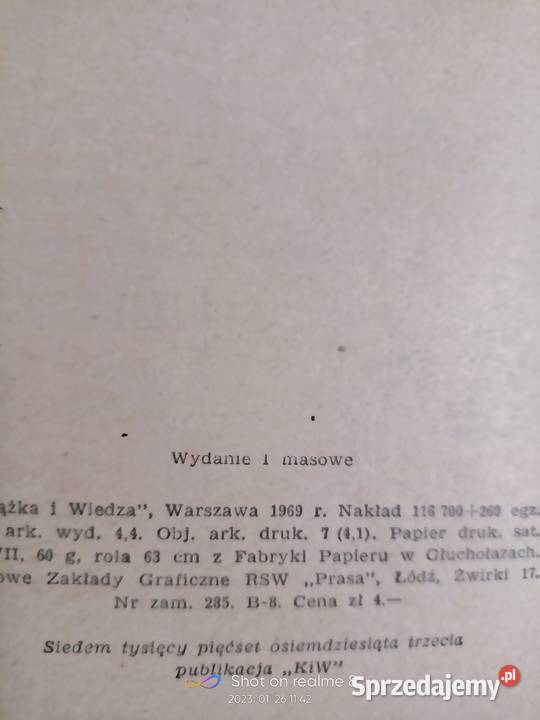 Wydanie I masowe
ążka i Wiedza", Warszawa 1969 r. Nakład 116 700+260 egz.
ark. wyd. 4,4. Obj. ark. druk. 7 (4,1). Papier druk. sat.
VII, 60 g, rola 63 cm z Fabryki Papieru w Głuchołazach.
owe Zakłady Graficzne RSW „Prasa", Łódź, Żwirki 17.
Nr zam. 285. B-8. Cena zł 4.—
Siedem tysięcy pięćset osiemdziesiąta trzecia
publikacja „KiW"
Shot on realme 8
2023.01.26 11:42
Sprzedajemy.pl